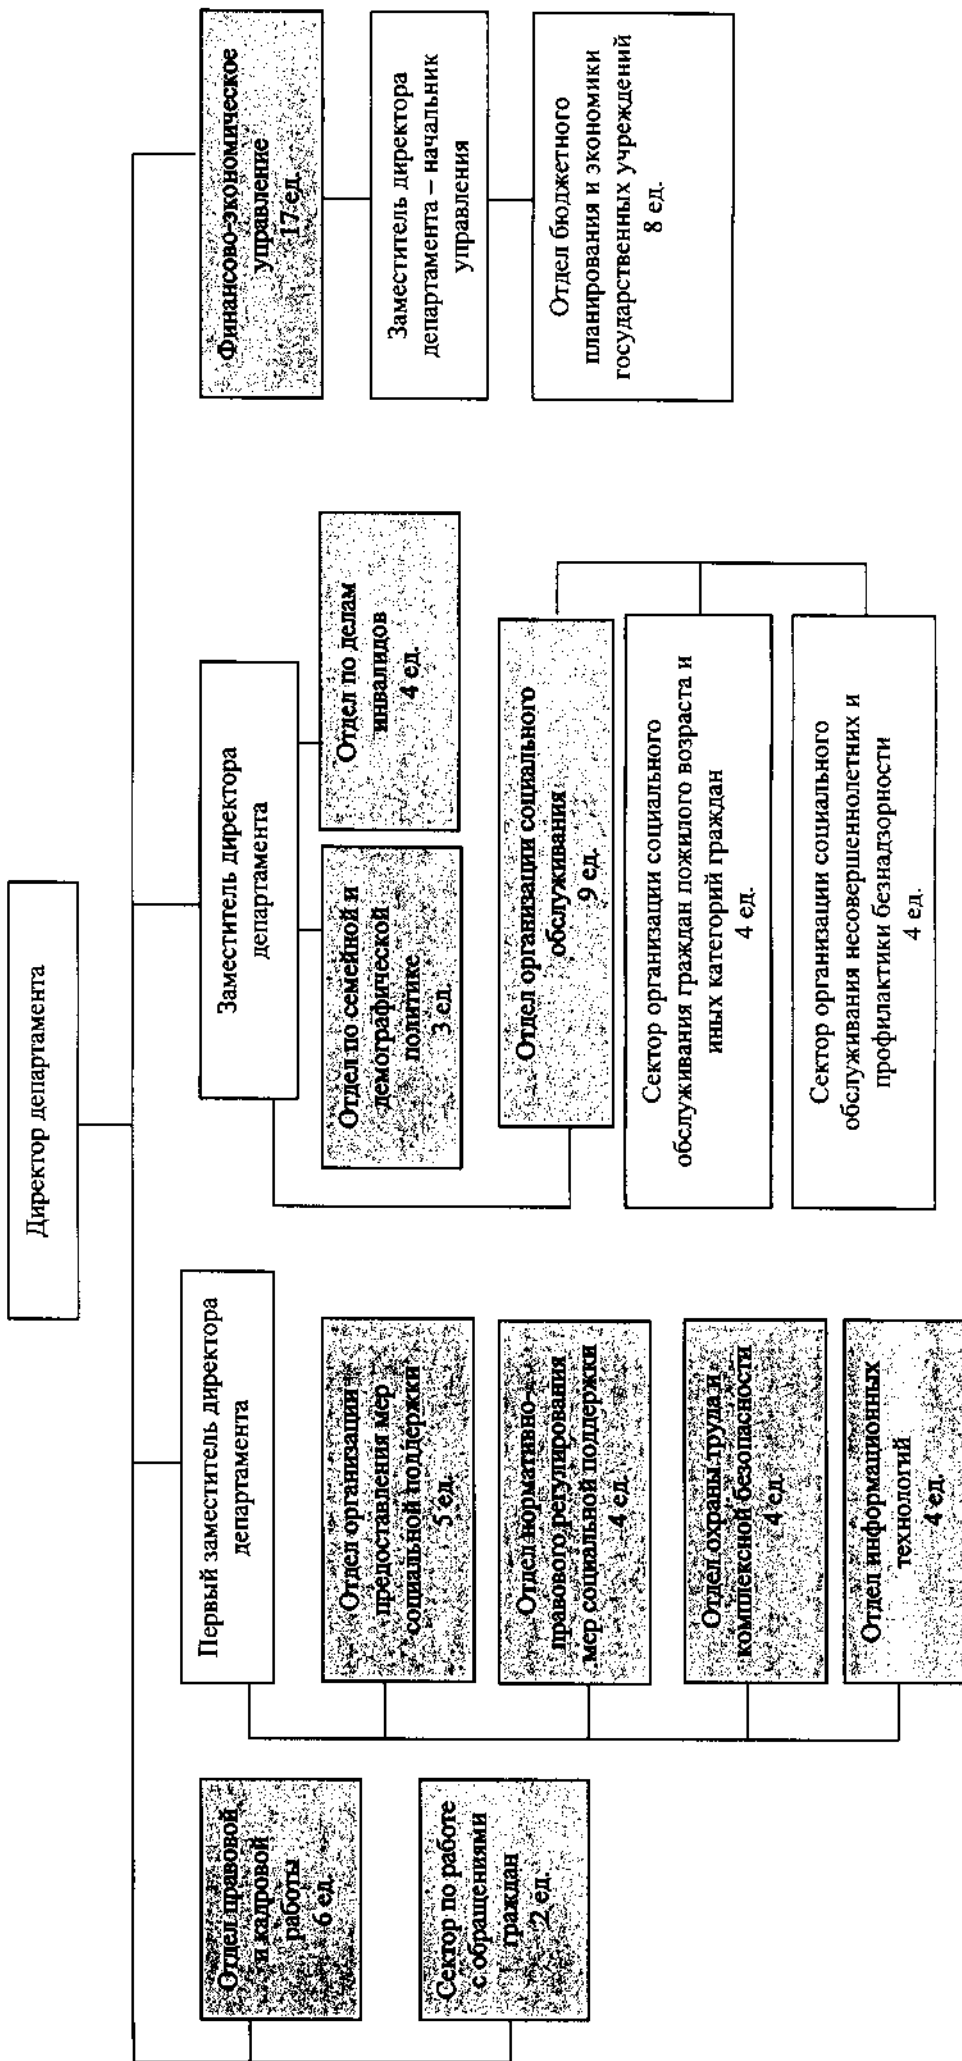 Директор департамента
Отдел правовой
и кадровой
работы
6 ед.
Сектор по работе
с обращениями
граждан
2 ед.
Первый заместитель директора
департамента
Отдел организации
предоставления мер
социальной поддержки
5 ед.
Отдел нормативно-
правового регулирования
мер социальной поддержки
4 ед.
Отдел охраны труда и
комплексной безопасности
4 ед.
Отдел информационных
технологий
4 ед.
Заместитель директора
департамента
Отдел по семейной и
демографической
политике
3 ед.
Отдел по делам
инвалидов
4 ед.
Отдел организации социального
обслуживания
9 ед.
Сектор организации социального
обслуживания граждан пожилого возраста и
иных категорий граждан
4 ед.
Сектор организации социального
обслуживания несовершеннолетних и
профилактики безнадзорности
4 ед.
Финансово-экономическое
управление
17 ед.
Заместитель директора
департамента – начальник
управления
Отдел бюджетного
планирования и экономики
государственных учреждений
8 ед.